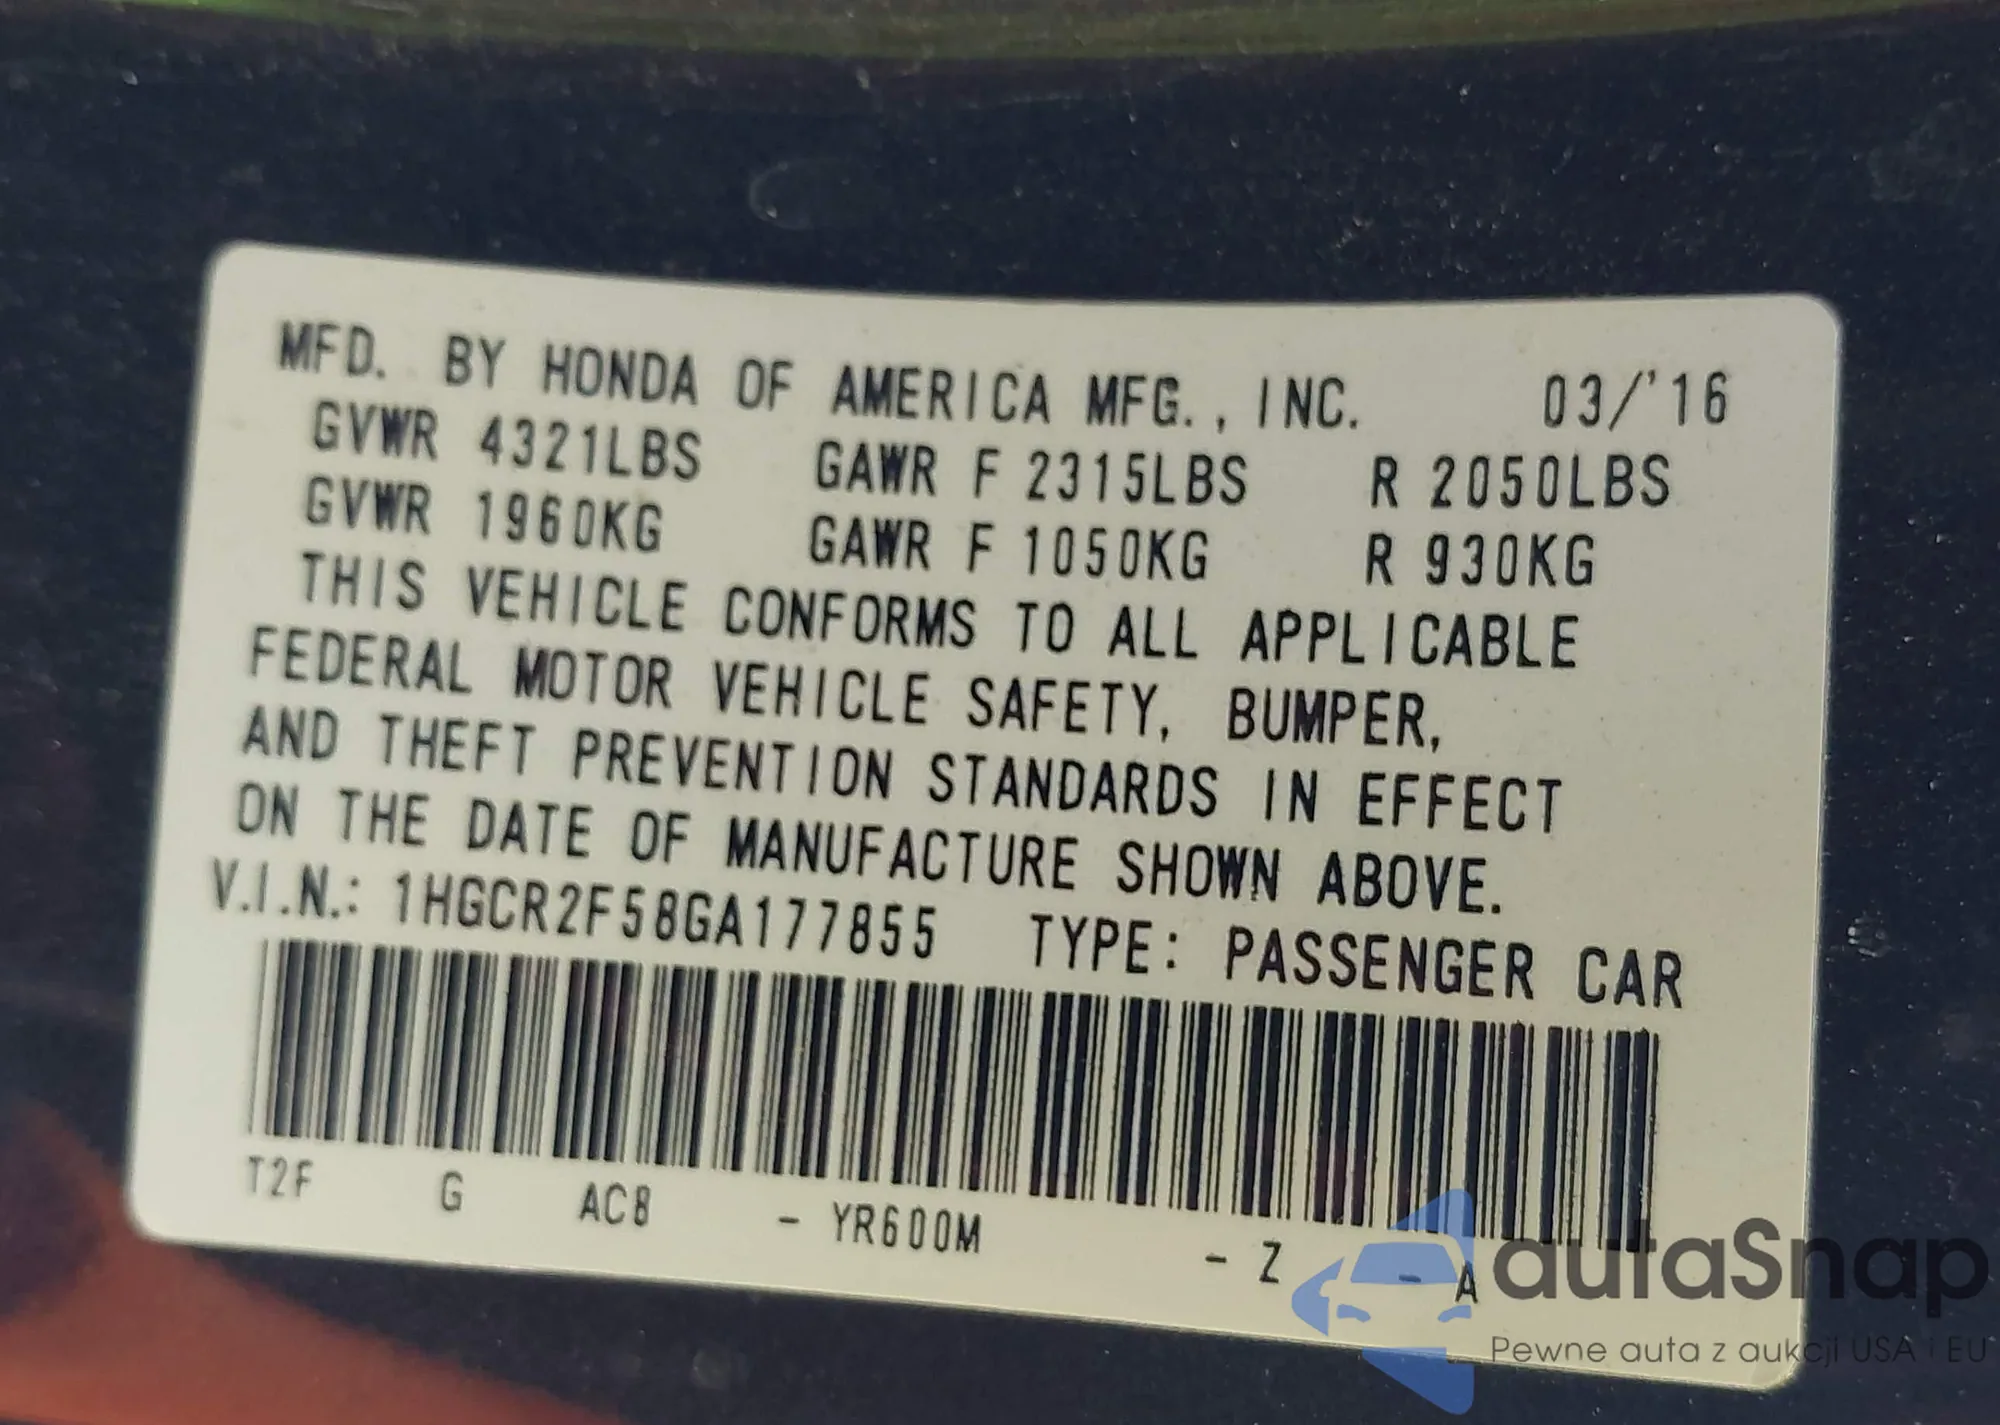 MFD. BY HONDA OF AMERICA MFG., INC. 03/'16
GVWR 4321LBS GAWR F 2315LBS R 2050LBS
GVWR 1960KG GAWR F 1050KG R 930KG
THIS VEHICLE CONFORMS TO ALL APPLICABLE
FEDERAL MOTOR VEHICLE SAFETY, BUMPER,
AND THEFT PREVENTION STANDARDS IN EFFECT
ON THE DATE OF MANUFACTURE SHOWN ABOVE.
V.I.N.: 1HGCR2F58GA177855 TYPE: PASSENGER CAR
T2F G AC8 - YR600M - Z - A
autaSnap
Pewne auta z aukcji USA i EU